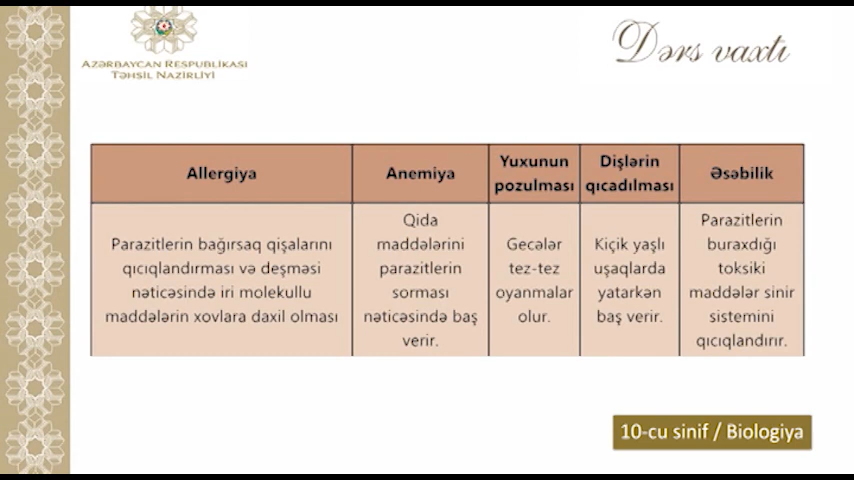 Azərbaycan Respublikası
Təhsil Nazirliyi
Dərs vaxtı
Allergiya
Anemiya
Yuxunun
pozulması
Dişlərin
qıcadılması
Əsəbilik
Parazitlərin bağırsaq qişalarını
qıcıqlandırması və deşməsi
nəticəsində iri molekullu
maddələrin xovlara daxil olması
Qida
maddələrini
parazitlərin
sorması
nəticəsində baş
verir.
Gecələr
tez-tez
oyanmalar
olur.
Kiçik yaşlı
uşaqlarda
yatarkən
baş verir.
Parazitlərin
buraxdığı
toksiki
maddələr sinir
sistemini
qıcıqlandırır.
10-cu sinif / Biologiya